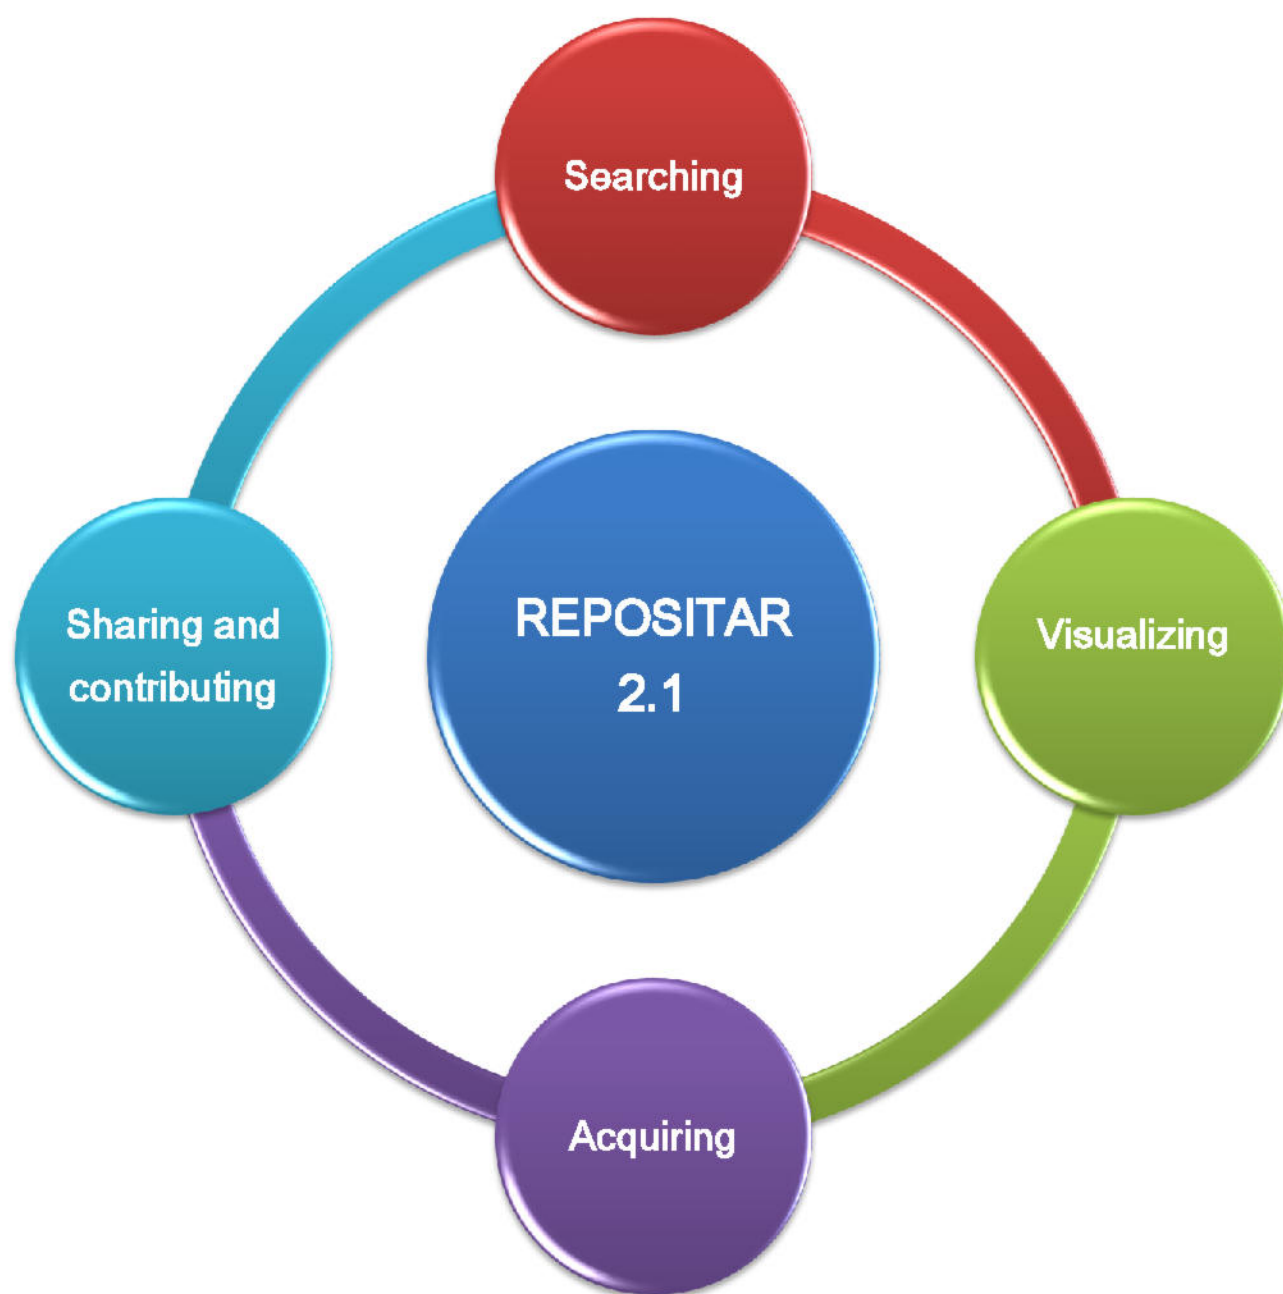 Searching
Sharing and
contributing
REPOSITAR
2.1
Visualizing
Acquiring